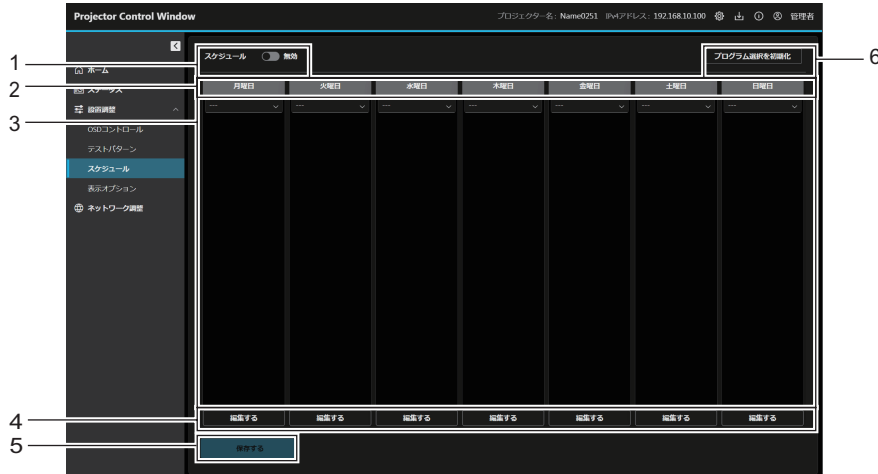 Projector Control Window プロジェクター名: Name0251 IPv4アドレス: 192.168.10.100 管理者
1 スケジュール 無効 プログラム選択を初期化 6
ホーム
2 ステータス 月曜日 火曜日 水曜日 木曜日 金曜日 土曜日 日曜日
3 設置調整 --- --- --- --- --- --- ---
OSDコントロール
テストパターン
スケジュール
表示オプション
ネットワーク調整
4 編集する 編集する 編集する 編集する 編集する 編集する 編集する
5 保存する